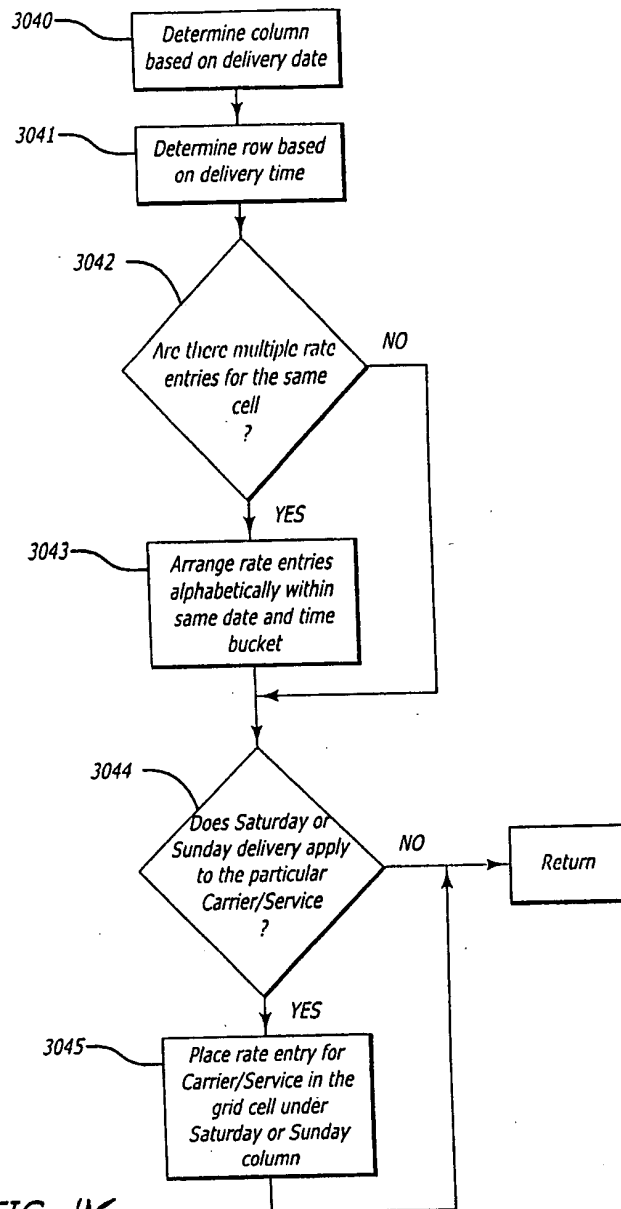 3040
Determine column
based on delivery date
3041
Determine row based
on delivery time
3042
Are there multiple rate
entries for the same
cell
?
NO
YES
3043
Arrange rate entries
alphabetically within
same date and time
bucket
3044
Does Saturday or
Sunday delivery apply
to the particular
Carrier/Service
?
NO
Return
YES
3045
Place rate entry for
Carrier/Service in the
grid cell under
Saturday or Sunday
column